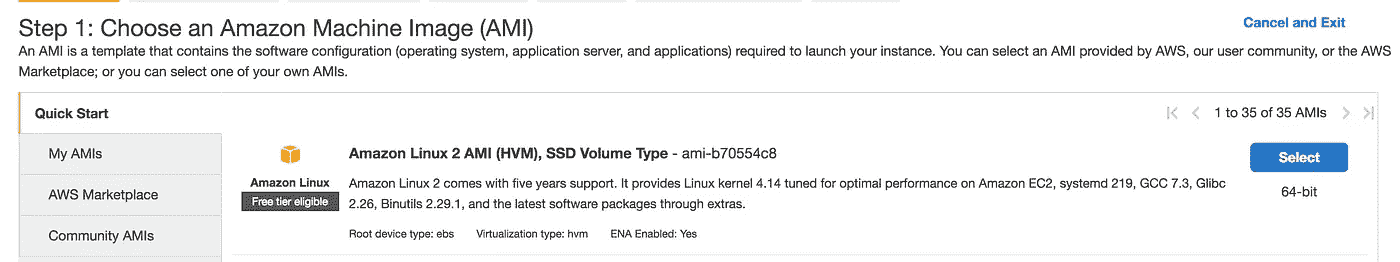 Step 1: Choose an Amazon Machine Image (AMI)
Cancel and Exit
An AMI is a template that contains the software configuration (operating system, application server, and applications) required to launch your instance. You can select an AMI provided by AWS, our user community, or the AWS
Marketplace; or you can select one of your own AMIs.
Quick Start
1 to 35 of 35 AMIs
My AMIs
AWS Marketplace
Community AMIs
Amazon Linux
Free tier eligible
Amazon Linux 2 AMI (HVM), SSD Volume Type - ami-b70554c8
Amazon Linux 2 comes with five years support. It provides Linux kernel 4.14 tuned for optimal performance on Amazon EC2, systemd 219, GCC 7.3, Glibc
2.26, Binutils 2.29.1, and the latest software packages through extras.
Root device type: ebs Virtualization type: hvm ENA Enabled: Yes
Select
64-bit